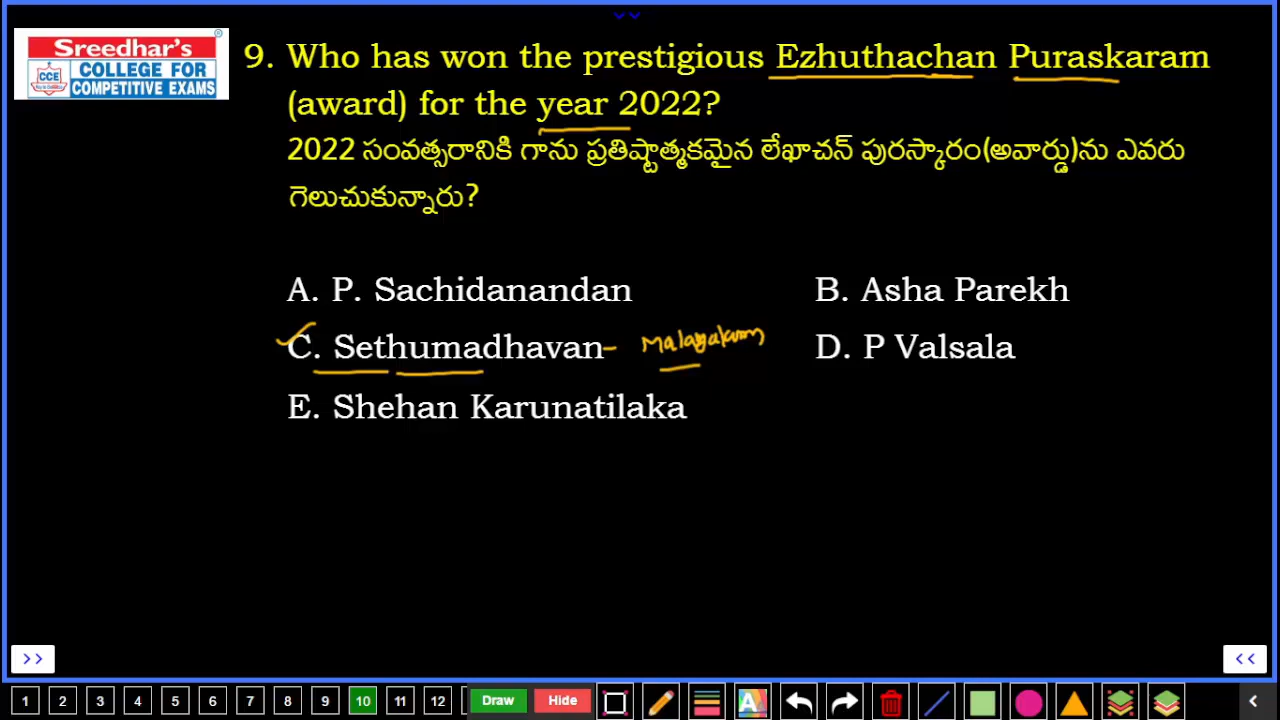 Sreedhar's
CCE
COLLEGE FOR
COMPETITIVE EXAMS
9. Who has won the prestigious Ezhuthachan Puraskaram
(award) for the year 2022?
2022 సంవత్సరానికి గాను ప్రతిష్టాత్మకమైన లేఖాచన్ పురస్కారం(అవార్డు)ను ఎవరు
గెలుచుకున్నారు?
A. P. Sachidanandan B. Asha Parekh
C. Sethumadhavan - Malayalam D. P Valsala
E. Shehan Karunatilaka
>> <<
1 2 3 4 5 6 7 8 9 10 11 12 Draw Hide A